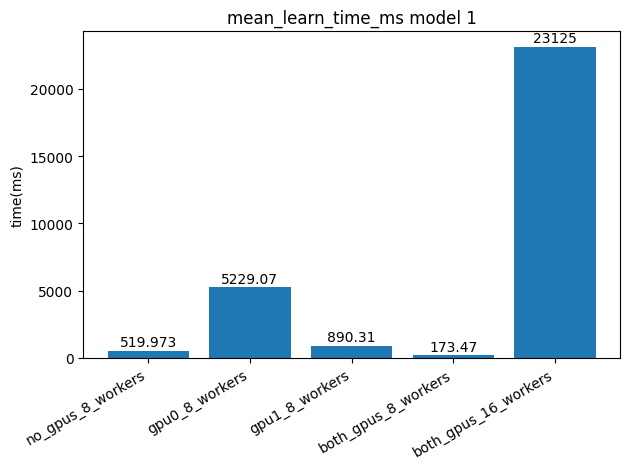 mean_learn_time_ms model 1
time(ms)
20000
15000
10000
5000
0
519.973
5229.07
890.31
173.47
23125
no_gpus_8_workers
gpu0_8_workers
gpu1_8_workers
both_gpus_8_workers
both_gpus_16_workers